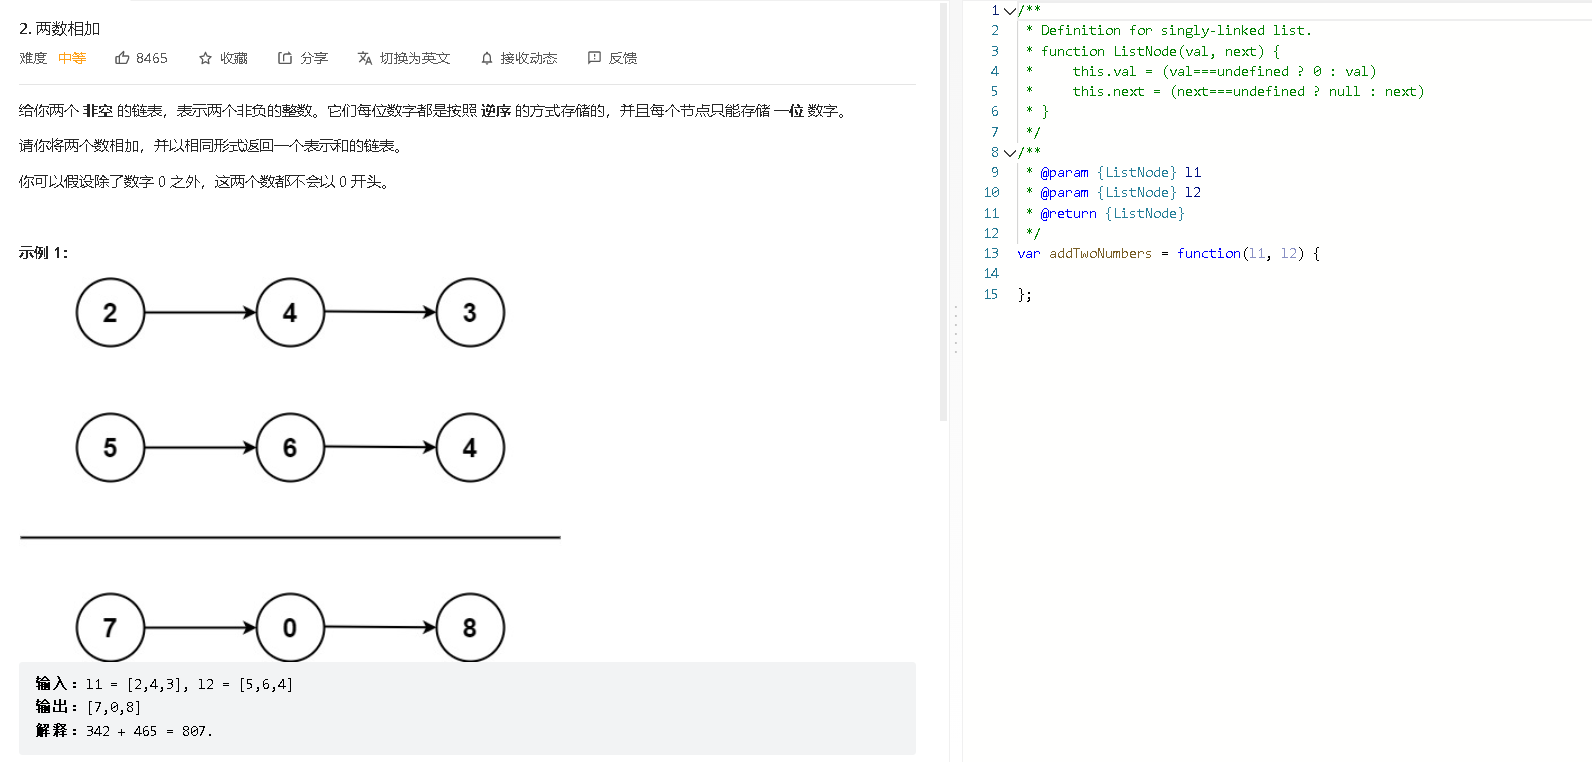 2. 两数相加
难度 中等 8465 收藏 分享 切换为英文 接收动态 反馈
给你两个 非空 的链表，表示两个非负的整数。它们每位数字都是按照 逆序 的方式存储的，并且每个节点只能存储 一位 数字。
请你将两个数相加，并以相同形式返回一个表示和的链表。
你可以假设除了数字 0 之外，这两个数都不会以 0 开头。
示例 1：
2 4 3
5 6 4
7 0 8
输入：l1 = [2,4,3], l2 = [5,6,4]
输出：[7,0,8]
解释：342 + 465 = 807.
1 /**
2 * Definition for singly-linked list.
3 * function ListNode(val, next) {
4 *     this.val = (val===undefined ? 0 : val)
5 *     this.next = (next===undefined ? null : next)
6 * }
7 */
8 /**
9 * @param {ListNode} l1
10 * @param {ListNode} l2
11 * @return {ListNode}
12 */
13 var addTwoNumbers = function(l1, l2) {
14
15 };